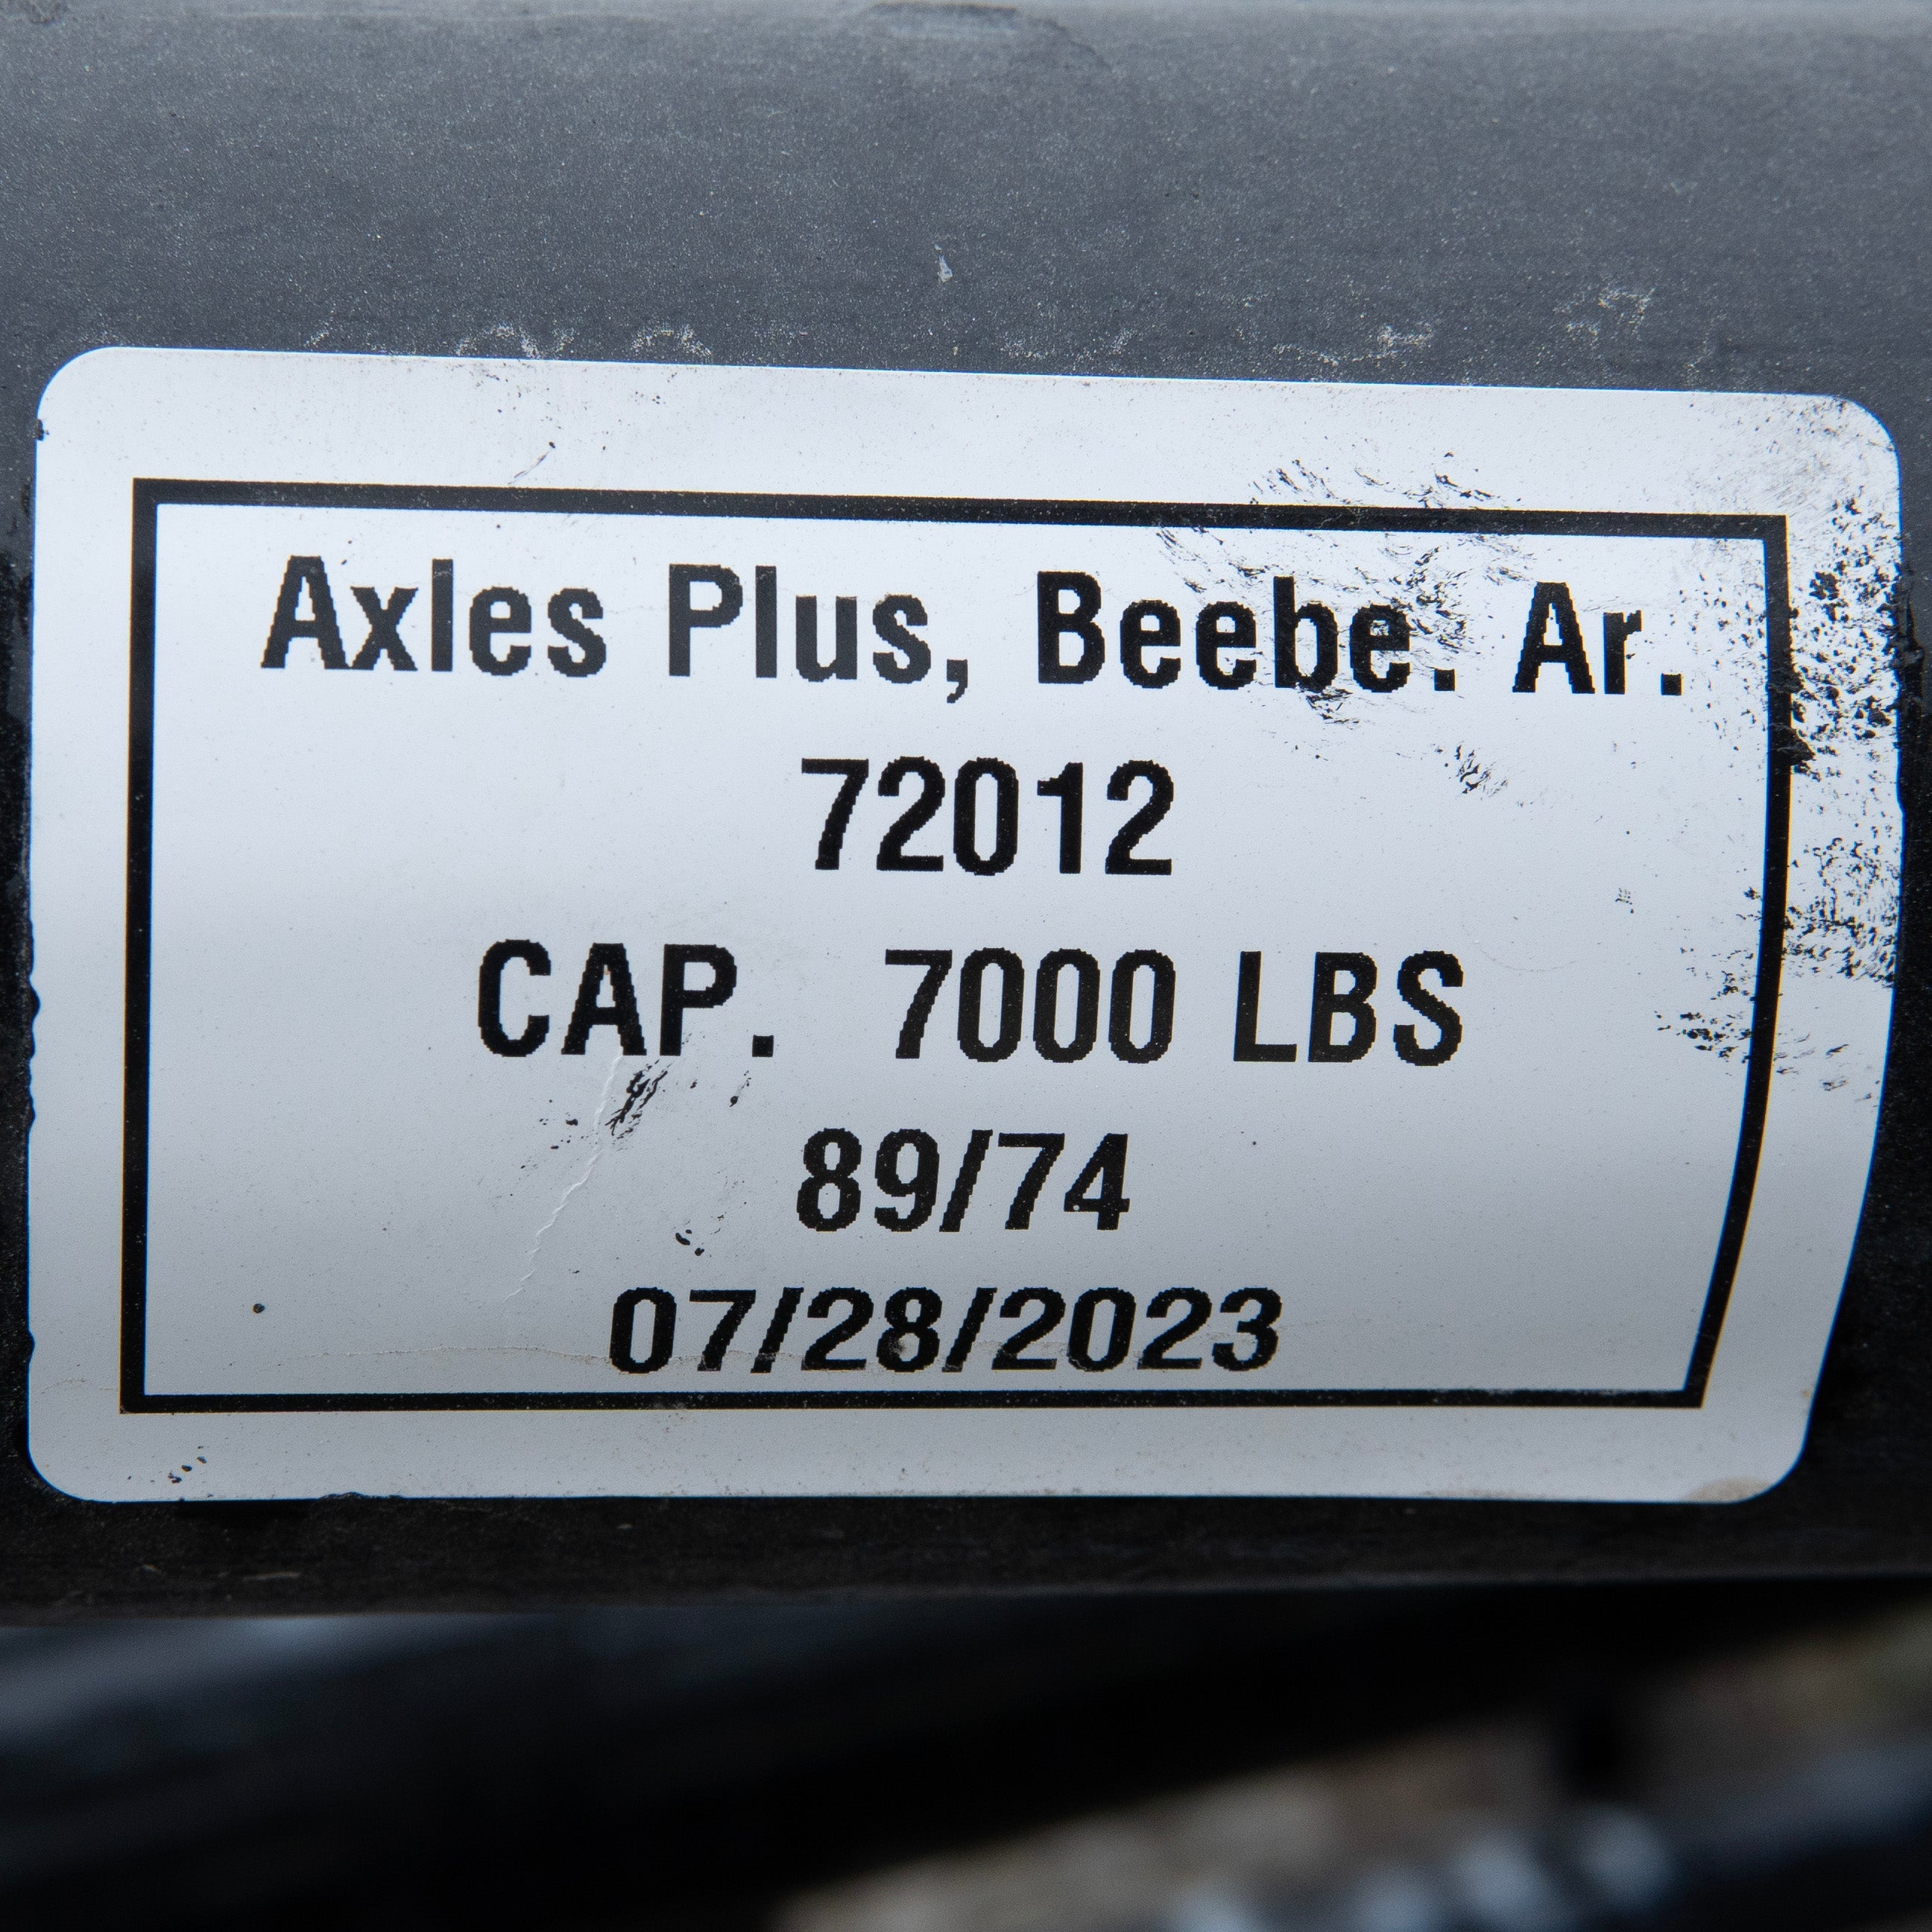 Axles Plus, Beebe. Ar.
72012
CAP. 7000 LBS
89/74
07/28/2023